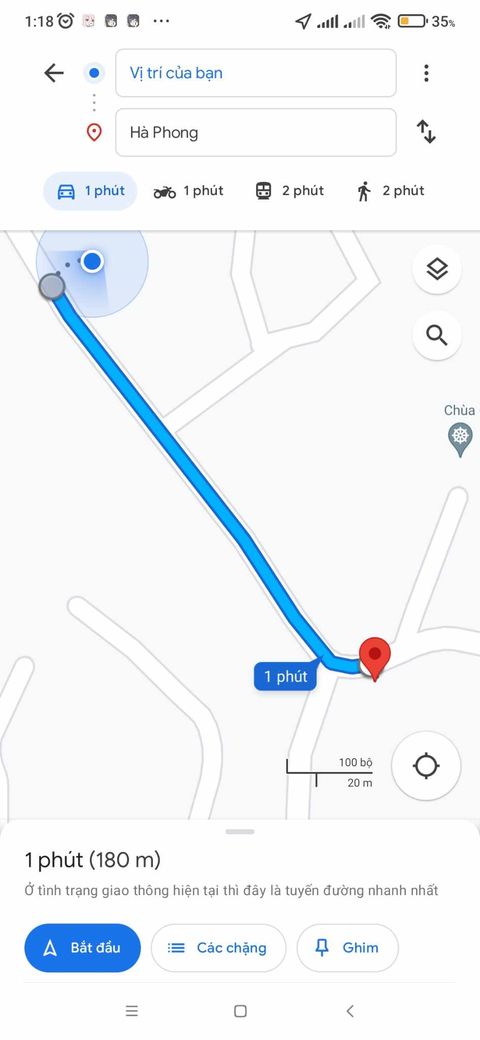 1:18
35%
Vị trí của bạn
Hà Phong
1 phút
1 phút
2 phút
2 phút
Chùa
1 phút
100 bộ
20 m
1 phút (180 m)
Ở tình trạng giao thông hiện tại thì đây là tuyến đường nhanh nhất
Bắt đầu
Các chặng
Ghim